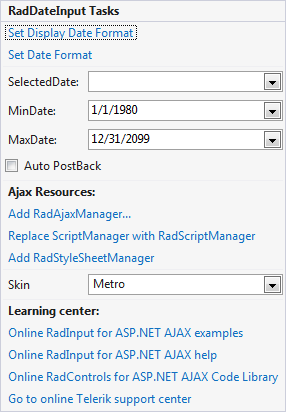 RadDateInput Tasks
Set Display Date Format
Set Date Format
SelectedDate:
MinDate: 1/1/1980
MaxDate: 12/31/2099
Auto PostBack
Ajax Resources:
Add RadAjaxManager...
Replace ScriptManager with RadScriptManager
Add RadStyleSheetManager
Skin Metro
Learning center:
Online RadInput for ASP.NET AJAX examples
Online RadInput for ASP.NET AJAX help
Online RadControls for ASP.NET AJAX Code Library
Go to online Telerik support center